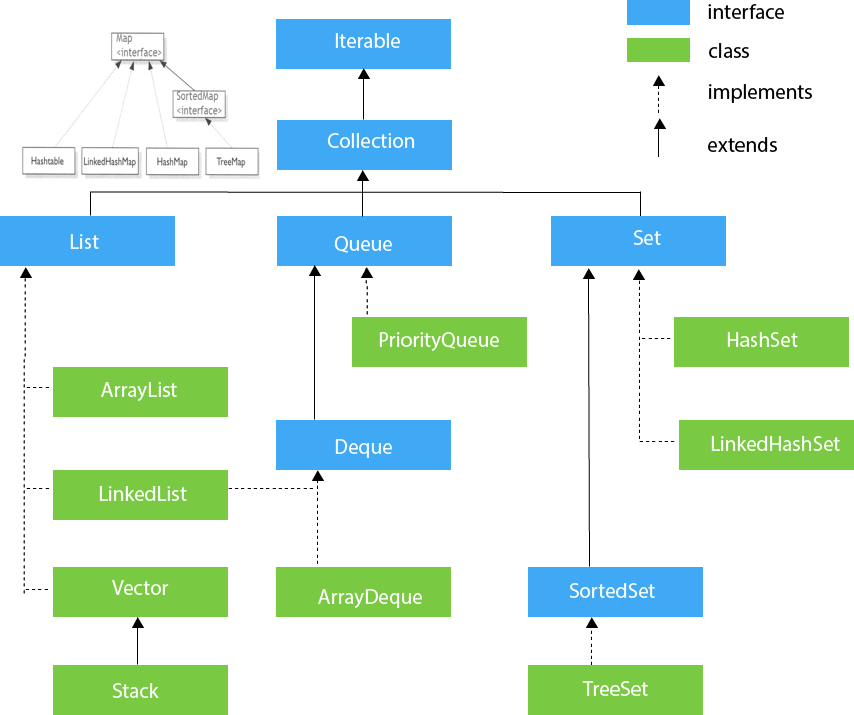 interface
class
implements
extends
Map
<interface>
SortedMap
<interface>
Hashtable
LinkedHashMap
HashMap
TreeMap
Iterable
Collection
List
Queue
Set
PriorityQueue
HashSet
ArrayList
Deque
LinkedHashSet
LinkedList
Vector
ArrayDeque
SortedSet
Stack
TreeSet